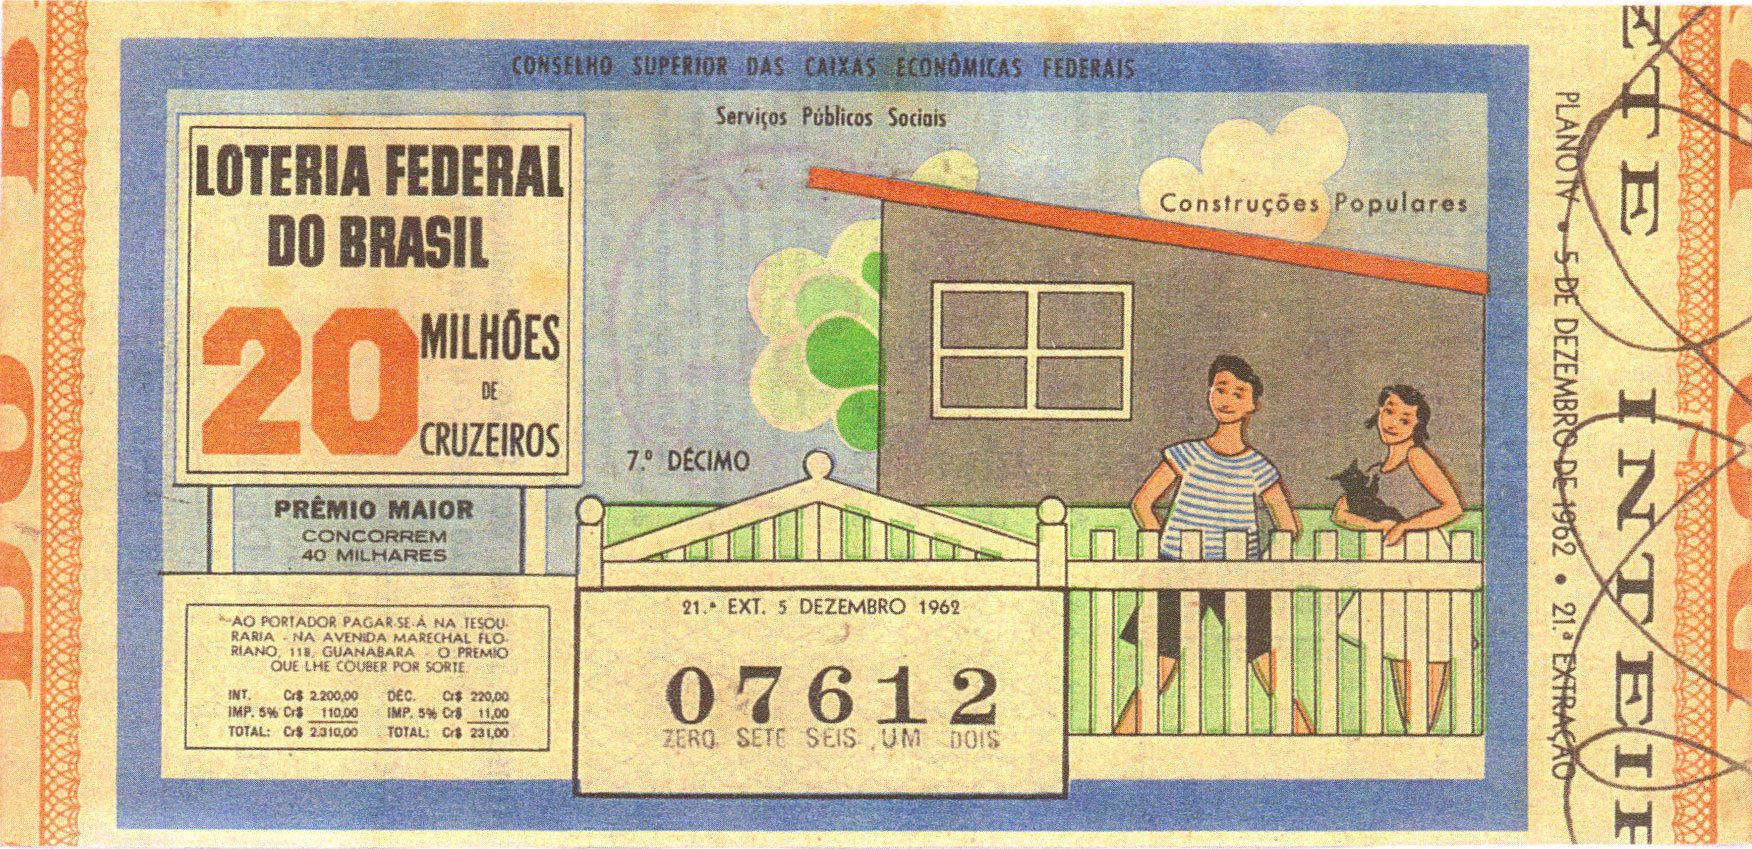 CONSELHO SUPERIOR DAS CAIXAS ECONÔMICAS FEDERAIS
Serviços Públicos Sociais
Construções Populares
LOTERIA FEDERAL
DO BRASIL
20 MILHÕES
DE
CRUZEIROS
PRÊMIO MAIOR
CONCORREM
40 MILHARES
7.º DÉCIMO
AO PORTADOR PAGAR-SE-Á NA TESOU-
RARIA - NA AVENIDA MARECHAL FLO-
RIANO, 118, GUANABARA - O PREMIO
QUE LHE COUBER POR SORTE
INT. Cr$ 2.200,00 DÉC. Cr$ 220,00
IMP. 5% Cr$ 110,00 IMP. 5% Cr$ 11,00
TOTAL: Cr$ 2.310,00 TOTAL: Cr$ 231,00
21.ª EXT. 5 DEZEMBRO 1962
07612
ZERO SETE SEIS UM DOIS
PLANO IV • 5 DE DEZEMBRO DE 1962 • 21.ª EXTRAÇÃO
ETE INTEI
DO